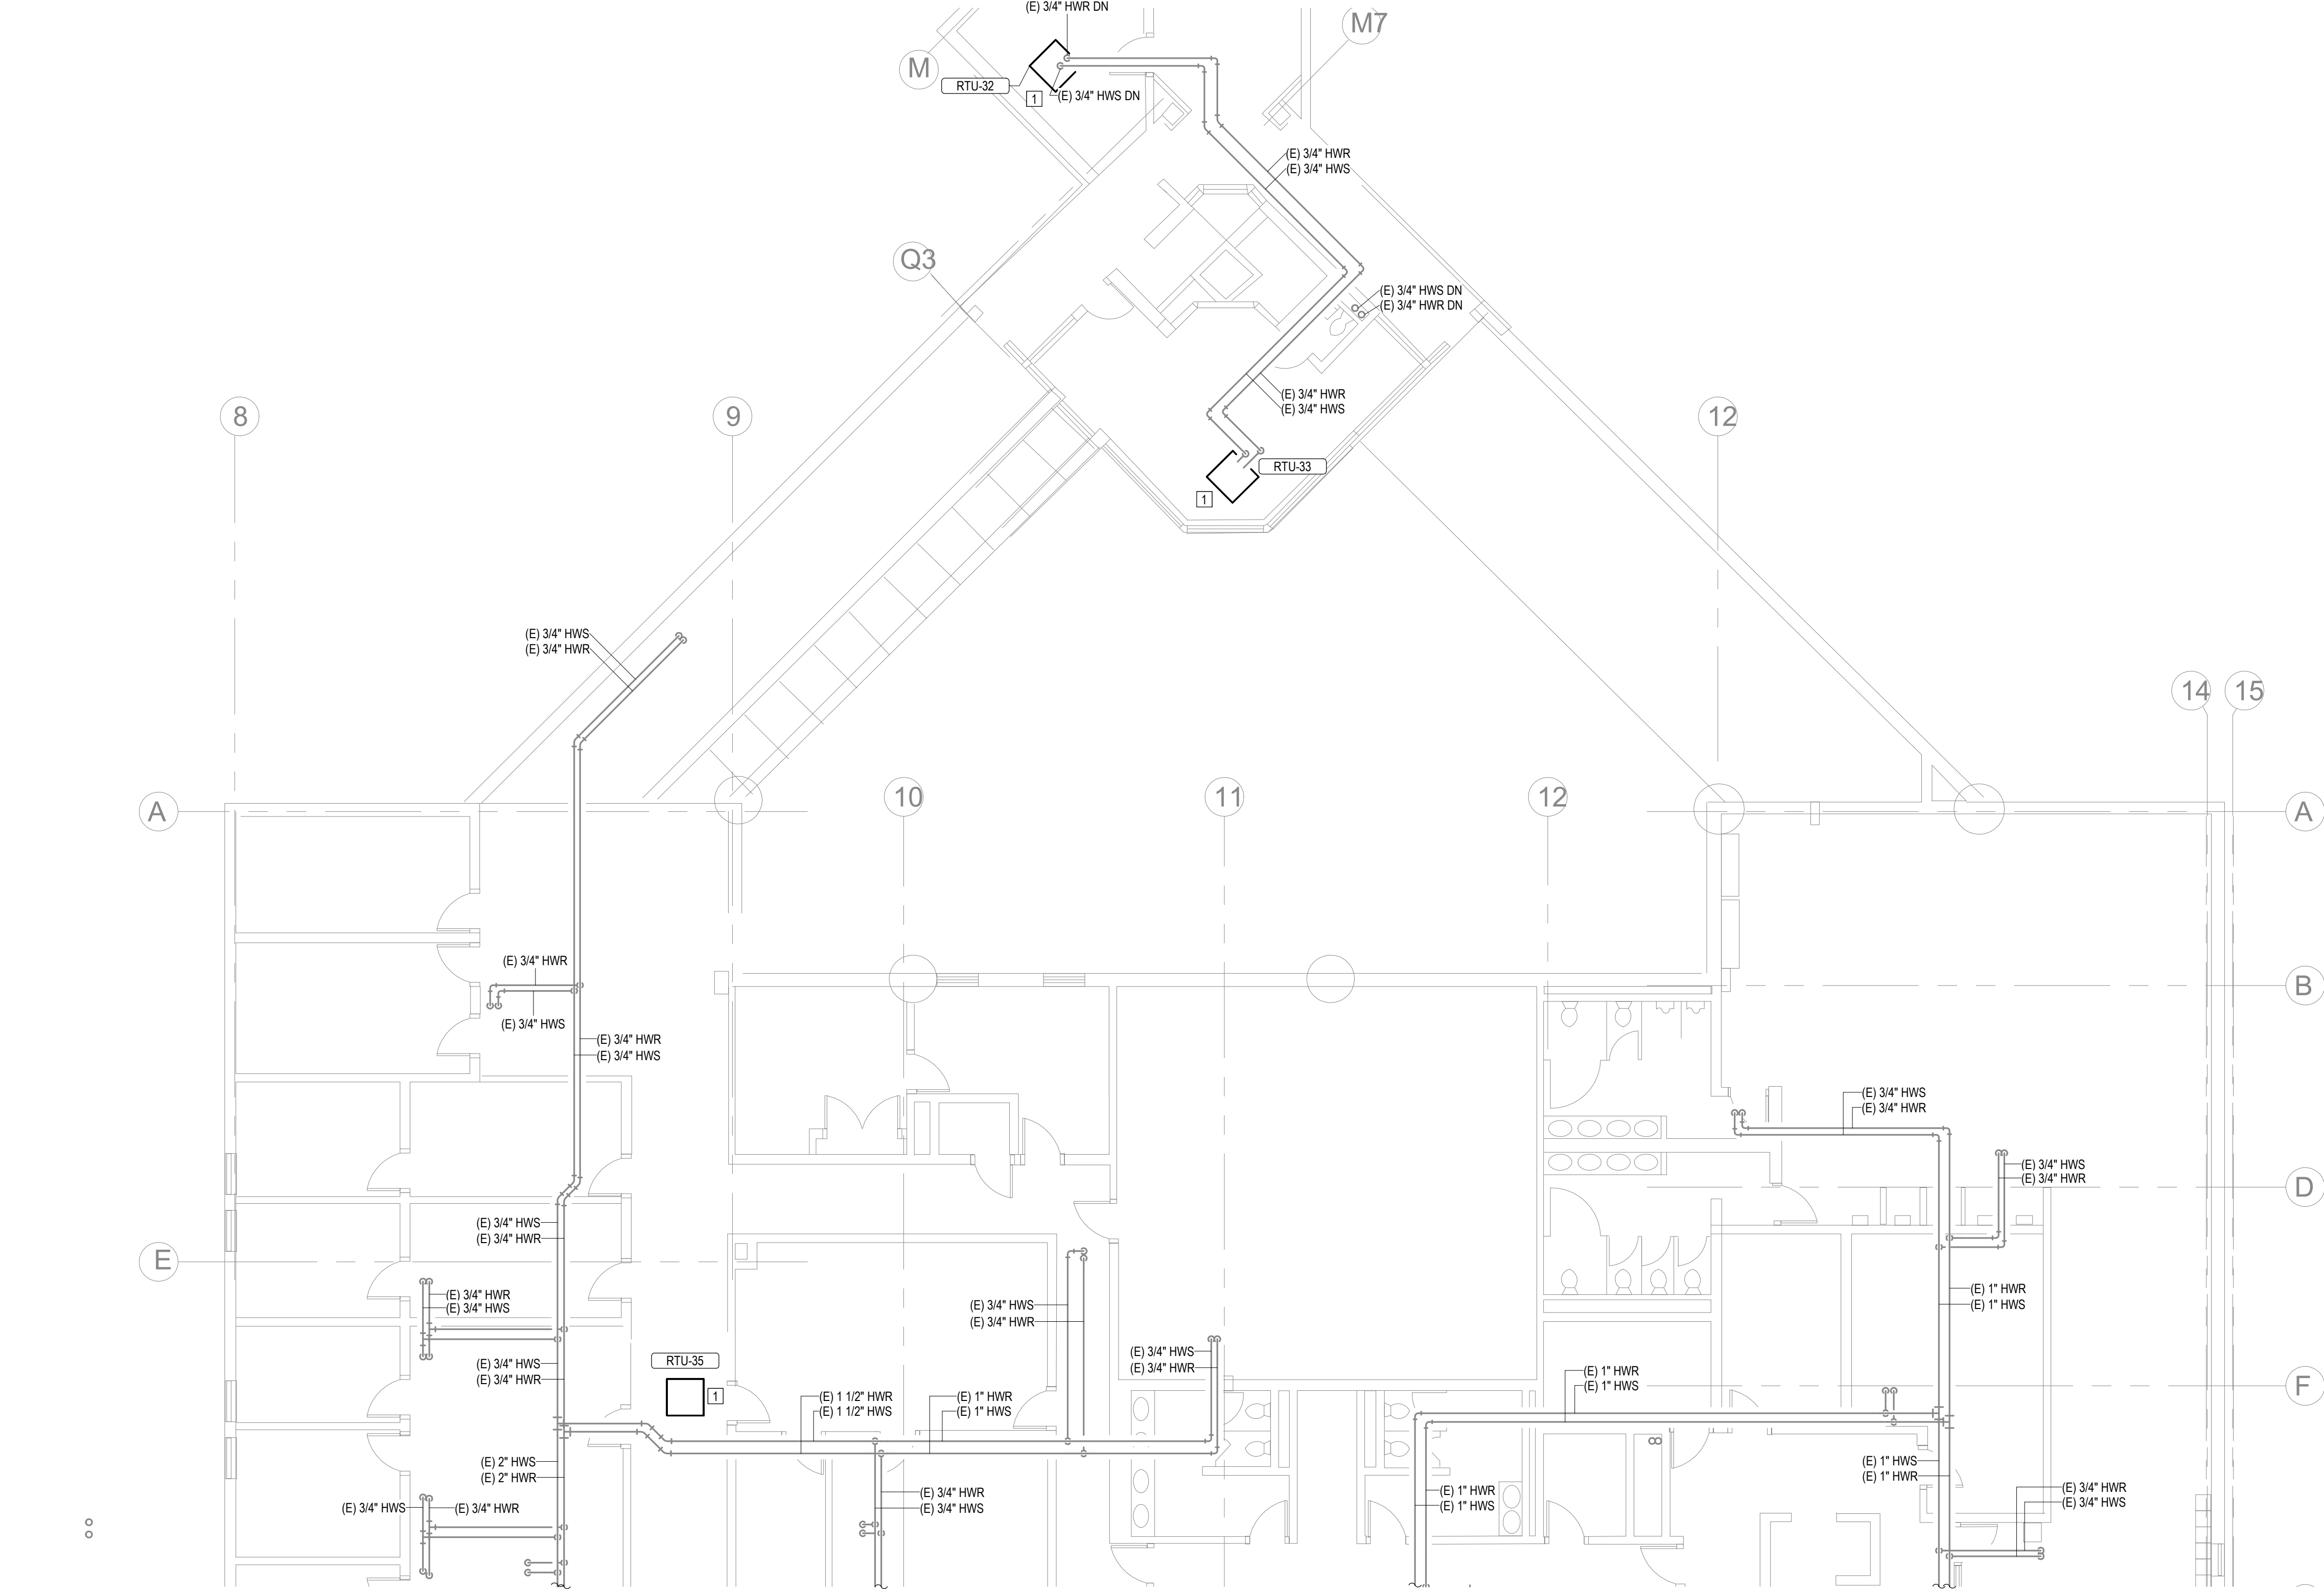 (E) 3/4" HWR DN
M7
M
RTU-32
1
(E) 3/4" HWS DN
(E) 3/4" HWR
(E) 3/4" HWS
Q3
(E) 3/4" HWS DN
(E) 3/4" HWR DN
(E) 3/4" HWR
(E) 3/4" HWS
8
9
12
RTU-33
1
(E) 3/4" HWS
(E) 3/4" HWR
14
15
A
10
11
12
A
(E) 3/4" HWR
(E) 3/4" HWS
B
(E) 3/4" HWR
(E) 3/4" HWS
(E) 3/4" HWS
(E) 3/4" HWR
(E) 3/4" HWS
(E) 3/4" HWR
D
(E) 3/4" HWS
(E) 3/4" HWR
E
(E) 3/4" HWR
(E) 3/4" HWS
(E) 3/4" HWS
(E) 3/4" HWR
(E) 1" HWR
(E) 1" HWS
(E) 3/4" HWS
(E) 3/4" HWR
RTU-35
1
(E) 3/4" HWS
(E) 3/4" HWR
(E) 1 1/2" HWR
(E) 1 1/2" HWS
(E) 1" HWR
(E) 1" HWS
(E) 1" HWR
(E) 1" HWS
F
(E) 2" HWS
(E) 2" HWR
(E) 1" HWS
(E) 1" HWR
(E) 3/4" HWS
(E) 3/4" HWR
(E) 3/4" HWR
(E) 3/4" HWS
(E) 1" HWR
(E) 1" HWS
(E) 3/4" HWR
(E) 3/4" HWS